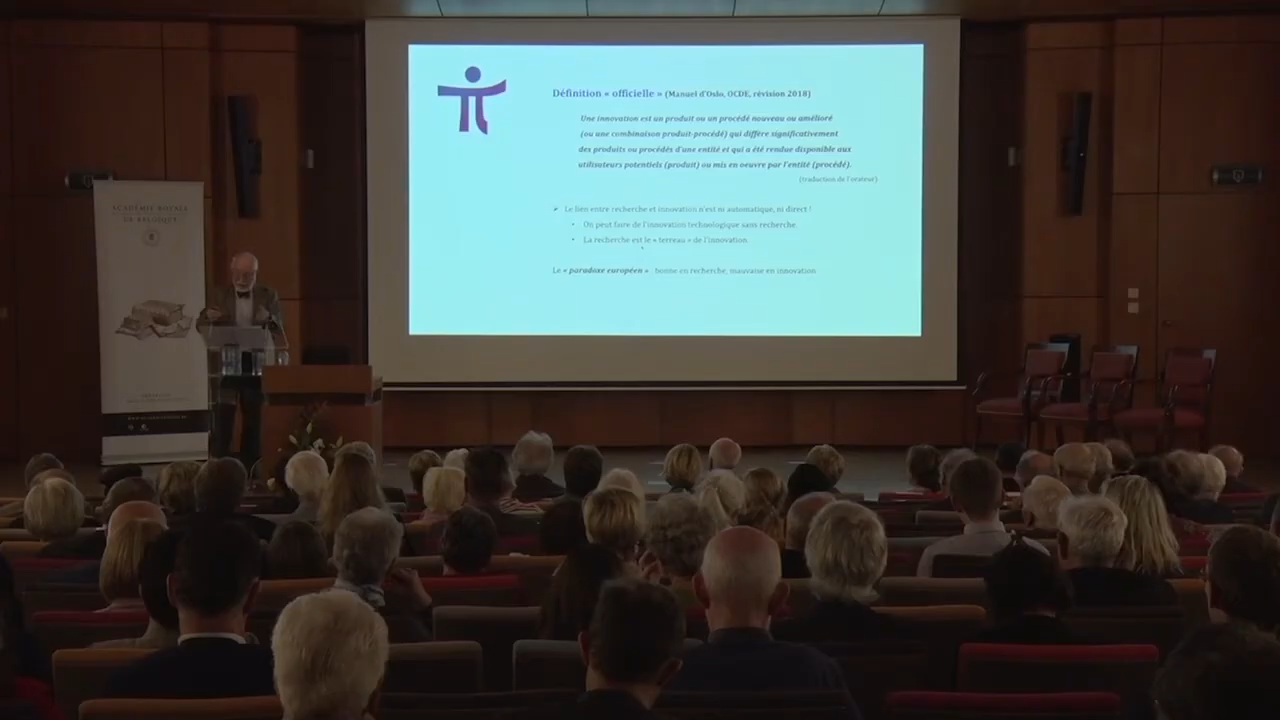 Définition « officielle » (Manuel d'Oslo, OCDE, révision 2018)
Une innovation est un produit ou un procédé nouveau ou amélioré
(ou une combinaison produit-procédé) qui diffère significativement
des produits ou procédés d'une entité et qui a été rendue disponible aux
utilisateurs potentiels (produit) ou mis en oeuvre par l'entité (procédé).
(traduction de l'orateur)
➢ Le lien entre recherche et innovation n'est ni automatique, ni direct !
• On peut faire de l'innovation technologique sans recherche.
• La recherche est le « terreau » de l'innovation.
Le « paradoxe européen » : bonne en recherche, mauvaise en innovation
ACADÉMIE ROYALE
DE BELGIQUE